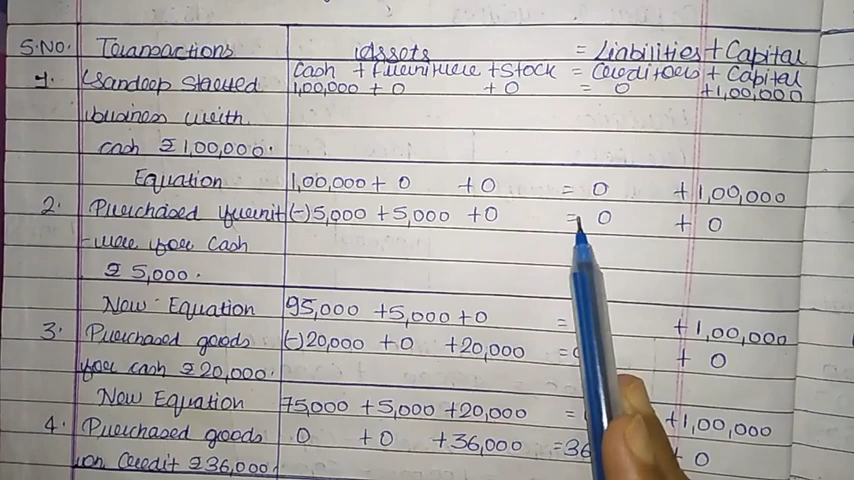 S.No. Transactions Assets = Liabilities + Capital
1. Sandeep started Cash + Furniture + Stock = Creditors + Capital
1,00,000 + 0 + 0 = 0 + 1,00,000
business with
cash ₹ 1,00,000.
Equation 1,00,000 + 0 + 0 = 0 + 1,00,000
2. Purchased furnit (-) 5,000 + 5,000 + 0 = 0 + 0
-ure for cash
₹ 5,000.
New Equation 95,000 + 5,000 + 0 = + 1,00,000
3. Purchased goods (-) 20,000 + 0 + 20,000 = 0 + 0
for cash ₹ 20,000.
New Equation 75,000 + 5,000 + 20,000 = + 1,00,000
4. Purchased goods 0 + 0 + 36,000 = 36 + 0
on credit ₹ 36,000.